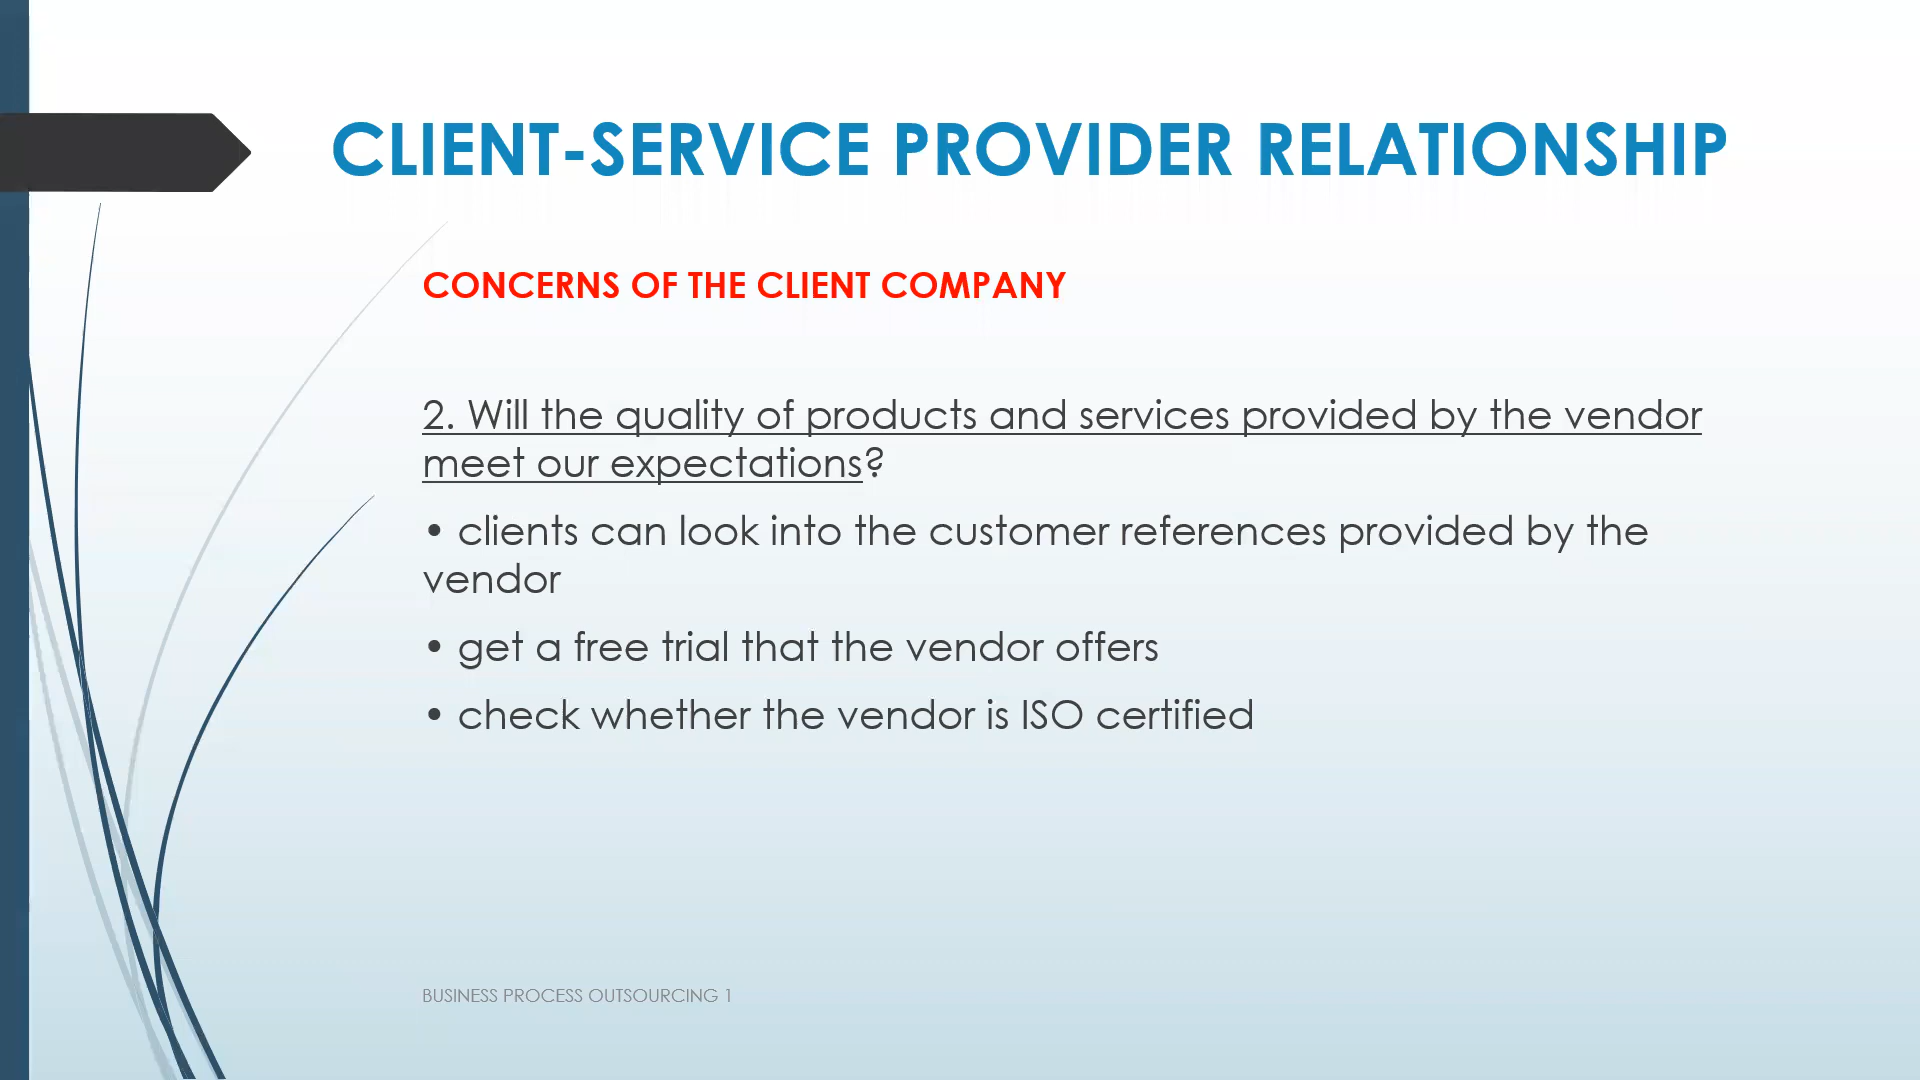 CLIENT-SERVICE PROVIDER RELATIONSHIP
CONCERNS OF THE CLIENT COMPANY
2. Will the quality of products and services provided by the vendor
meet our expectations?
• clients can look into the customer references provided by the
vendor
• get a free trial that the vendor offers
• check whether the vendor is ISO certified
BUSINESS PROCESS OUTSOURCING 1